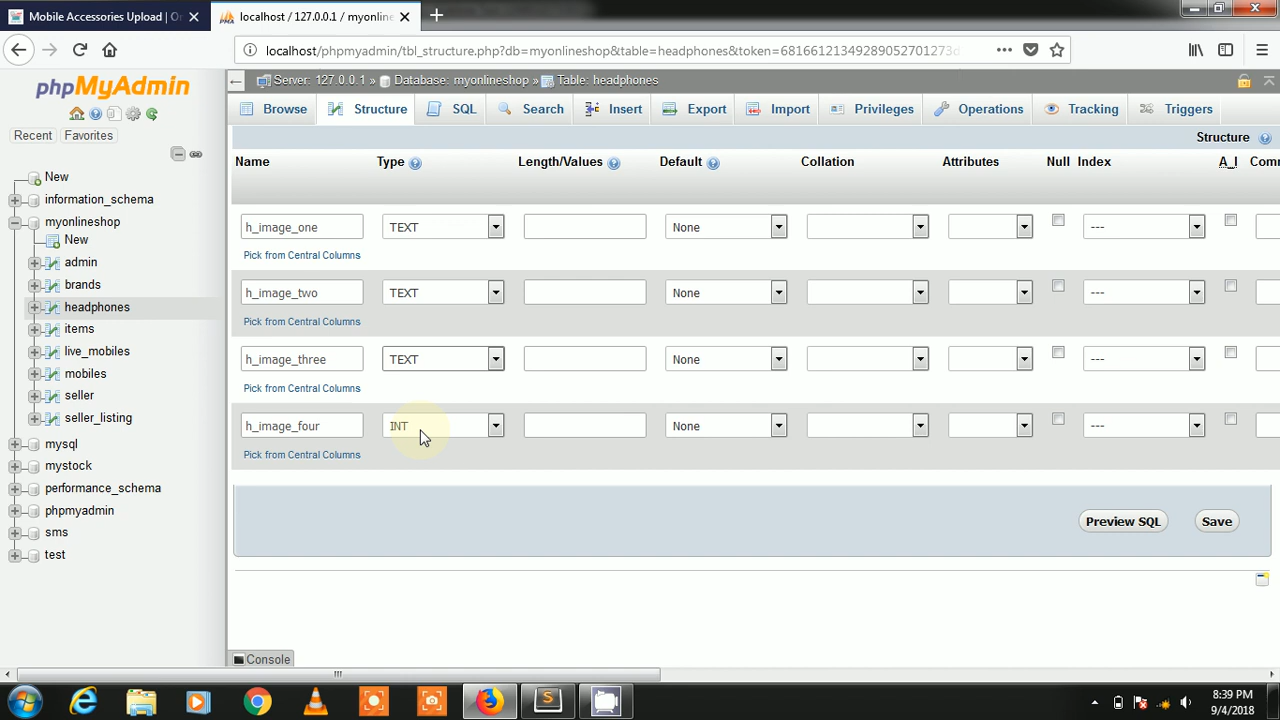 Mobile Accessories Upload | On
localhost / 127.0.0.1 / myonline
localhost/phpmyadmin/tbl_structure.php?db=myonlineshop&table=headphones&token=68166121349289052701273d
phpMyAdmin
Server: 127.0.0.1 » Database: myonlineshop » Table: headphones
Browse Structure SQL Search Insert Export Import Privileges Operations Tracking Triggers
Recent Favorites
Structure
Name Type Length/Values Default Collation Attributes Null Index A_I Comm
New
information_schema
myonlineshop
New
admin
brands
headphones
items
live_mobiles
mobiles
seller
seller_listing
mysql
mystock
performance_schema
phpmyadmin
sms
test
h_image_one TEXT None ---
Pick from Central Columns
h_image_two TEXT None ---
Pick from Central Columns
h_image_three TEXT None ---
Pick from Central Columns
h_image_four INT None ---
Pick from Central Columns
Preview SQL Save
Console
8:39 PM
9/4/2018